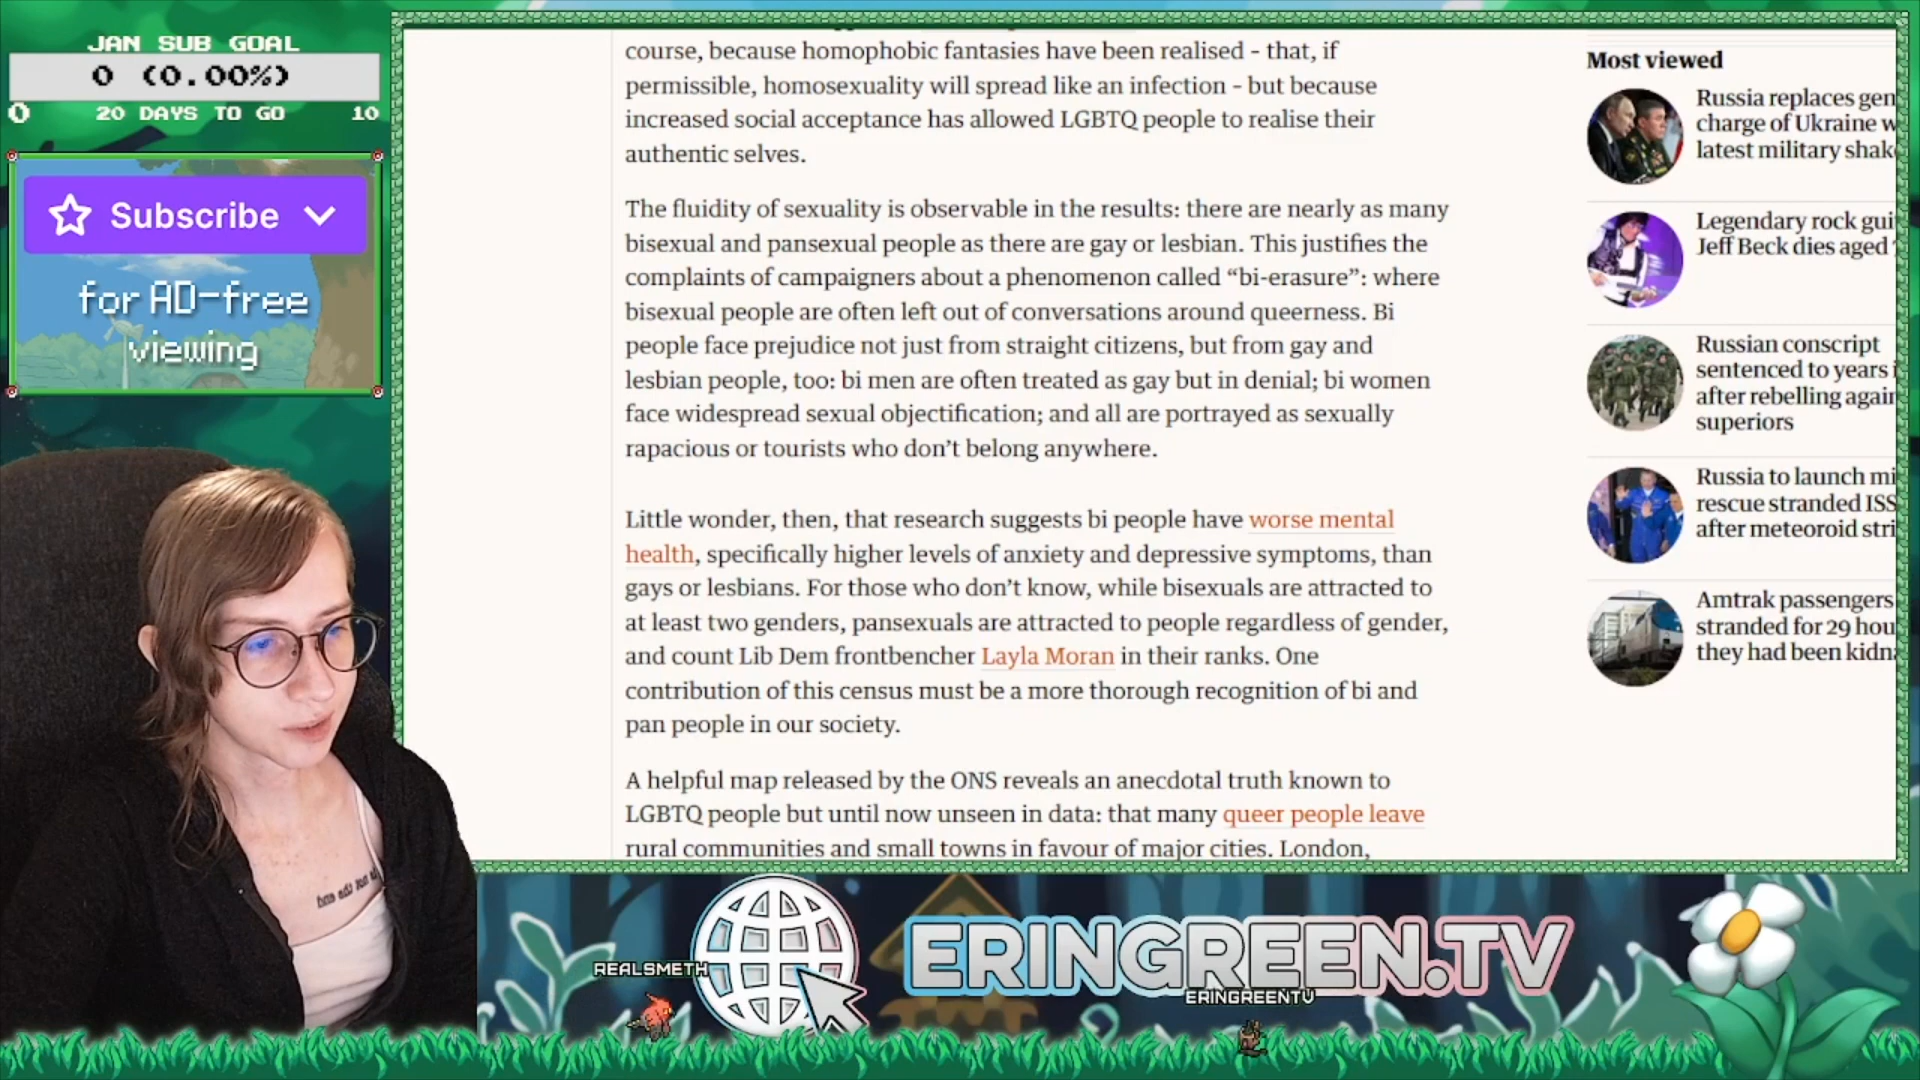 JAN SUB GOAL
0 (0.00%)
0 20 DAYS TO GO 10
Subscribe
for AD-free
viewing
course, because homophobic fantasies have been realised – that, if
permissible, homosexuality will spread like an infection – but because
increased social acceptance has allowed LGBTQ people to realise their
authentic selves.
The fluidity of sexuality is observable in the results: there are nearly as many
bisexual and pansexual people as there are gay or lesbian. This justifies the
complaints of campaigners about a phenomenon called “bi-erasure”: where
bisexual people are often left out of conversations around queerness. Bi
people face prejudice not just from straight citizens, but from gay and
lesbian people, too: bi men are often treated as gay but in denial; bi women
face widespread sexual objectification; and all are portrayed as sexually
rapacious or tourists who don’t belong anywhere.
Little wonder, then, that research suggests bi people have worse mental
health, specifically higher levels of anxiety and depressive symptoms, than
gays or lesbians. For those who don’t know, while bisexuals are attracted to
at least two genders, pansexuals are attracted to people regardless of gender,
and count Lib Dem frontbencher Layla Moran in their ranks. One
contribution of this census must be a more thorough recognition of bi and
pan people in our society.
A helpful map released by the ONS reveals an anecdotal truth known to
LGBTQ people but until now unseen in data: that many queer people leave
rural communities and small towns in favour of major cities. London,
Most viewed
Russia replaces gen
charge of Ukraine w
latest military shak
Legendary rock gui
Jeff Beck dies aged
Russian conscript
sentenced to years i
after rebelling again
superiors
Russia to launch mi
rescue stranded ISS
after meteoroid stri
Amtrak passengers
stranded for 29 hou
they had been kidn
REALSMETH
ERINGREEN.TV
ERINGREENTV